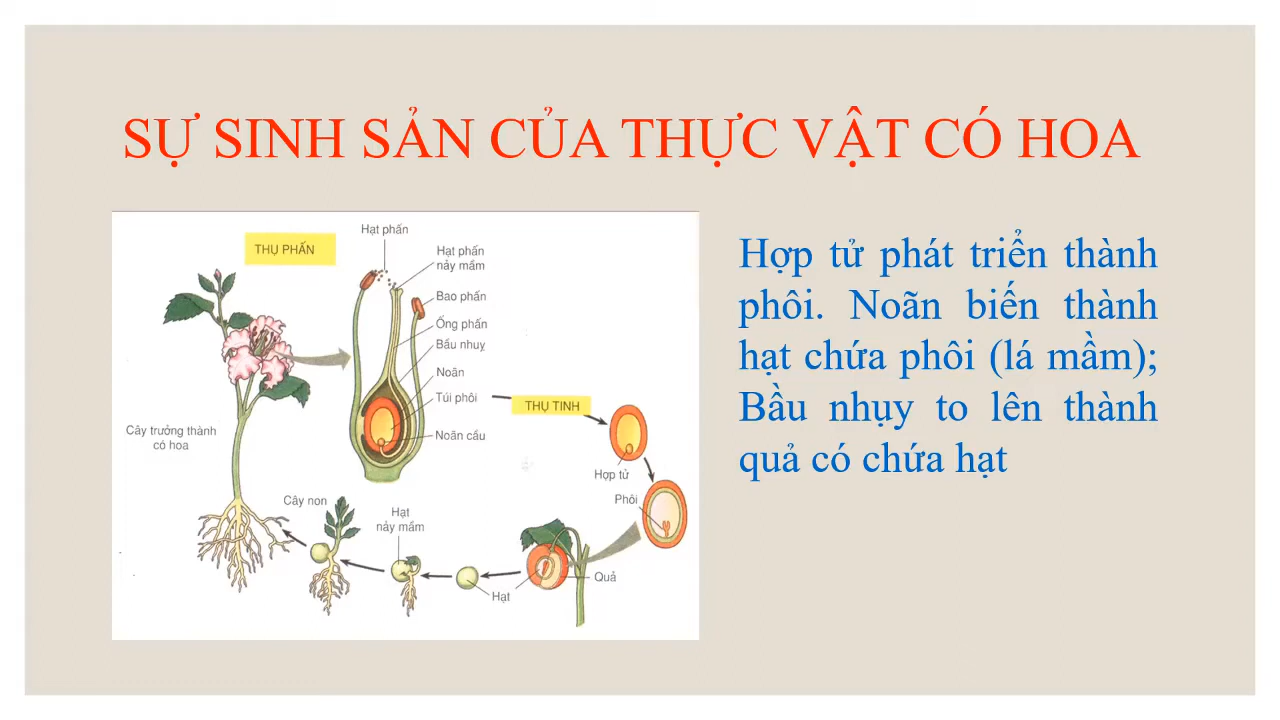 SỰ SINH SẢN CỦA THỰC VẬT CÓ HOA
THỤ PHẤN
Hạt phấn
Hạt phấn
nảy mầm
Bao phấn
Ống phấn
Bầu nhuỵ
Noãn
Túi phôi
THỤ TINH
Noãn cầu
Cây trưởng thành
có hoa
Hợp tử
Phôi
Cây non
Hạt
nảy mầm
Quả
Hạt
Hợp tử phát triển thành
phôi. Noãn biến thành
hạt chứa phôi (lá mầm);
Bầu nhụy to lên thành
quả có chứa hạt